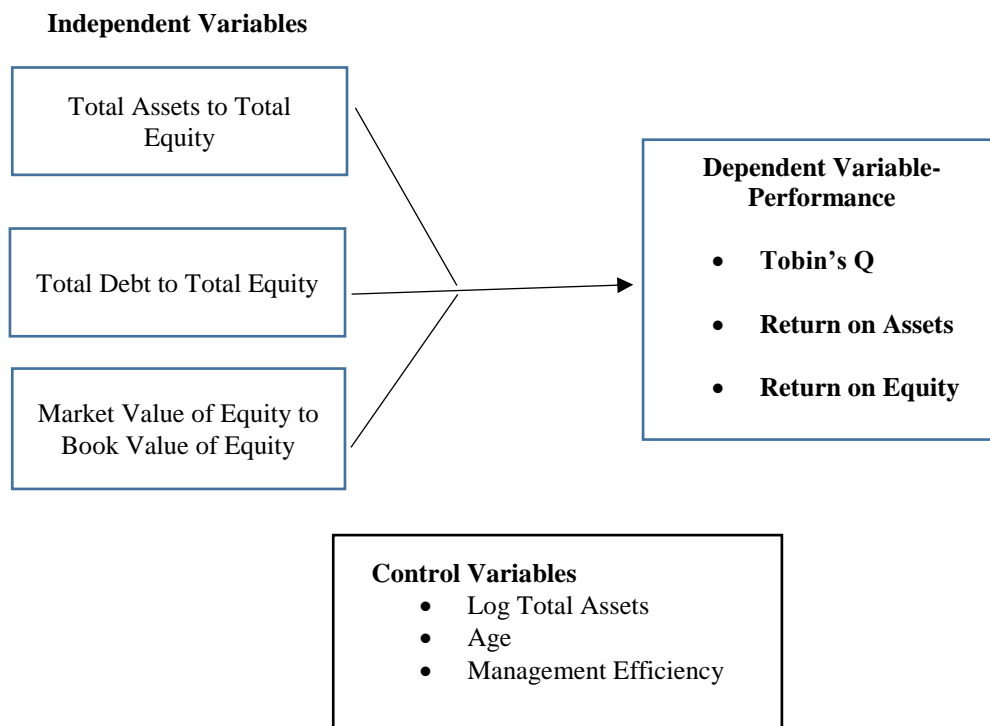 Independent Variables
Total Assets to Total
Equity
Total Debt to Total Equity
Market Value of Equity to
Book Value of Equity
Dependent Variable-
Performance
• Tobin’s Q
• Return on Assets
• Return on Equity
Control Variables
• Log Total Assets
• Age
• Management Efficiency